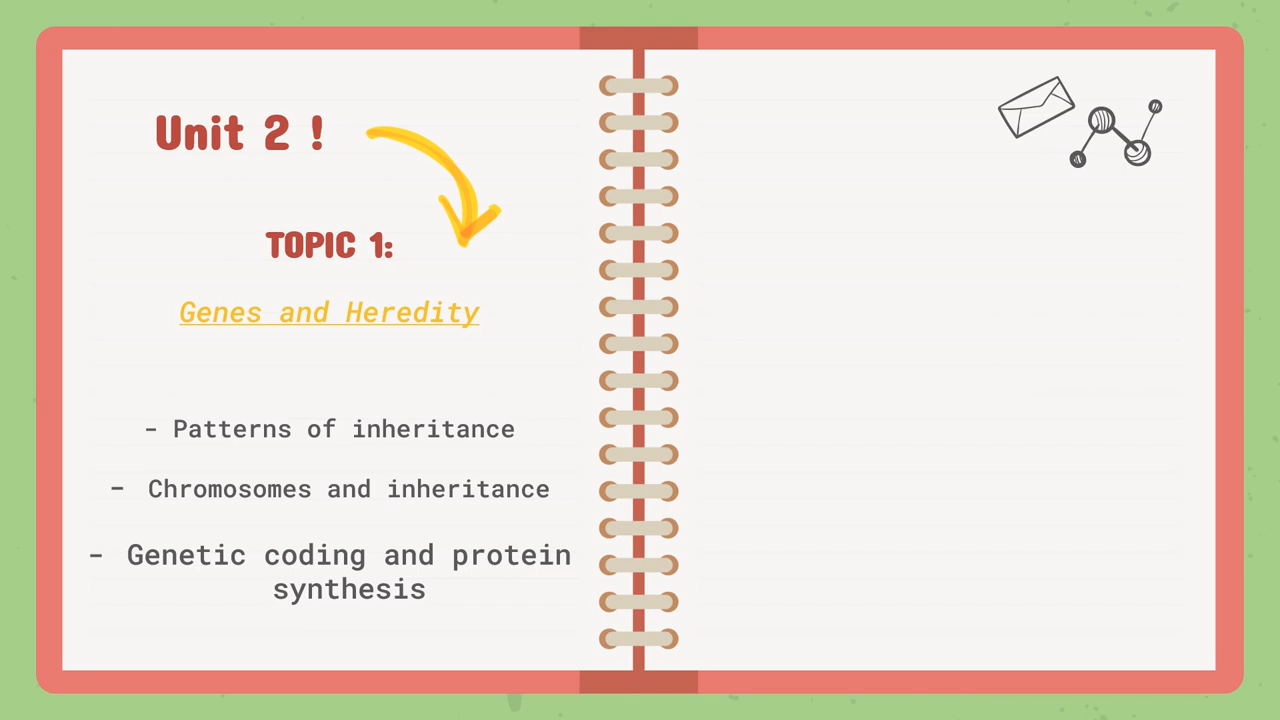 Unit 2 !
TOPIC 1:
Genes and Heredity
- Patterns of inheritance
- Chromosomes and inheritance
- Genetic coding and protein
synthesis